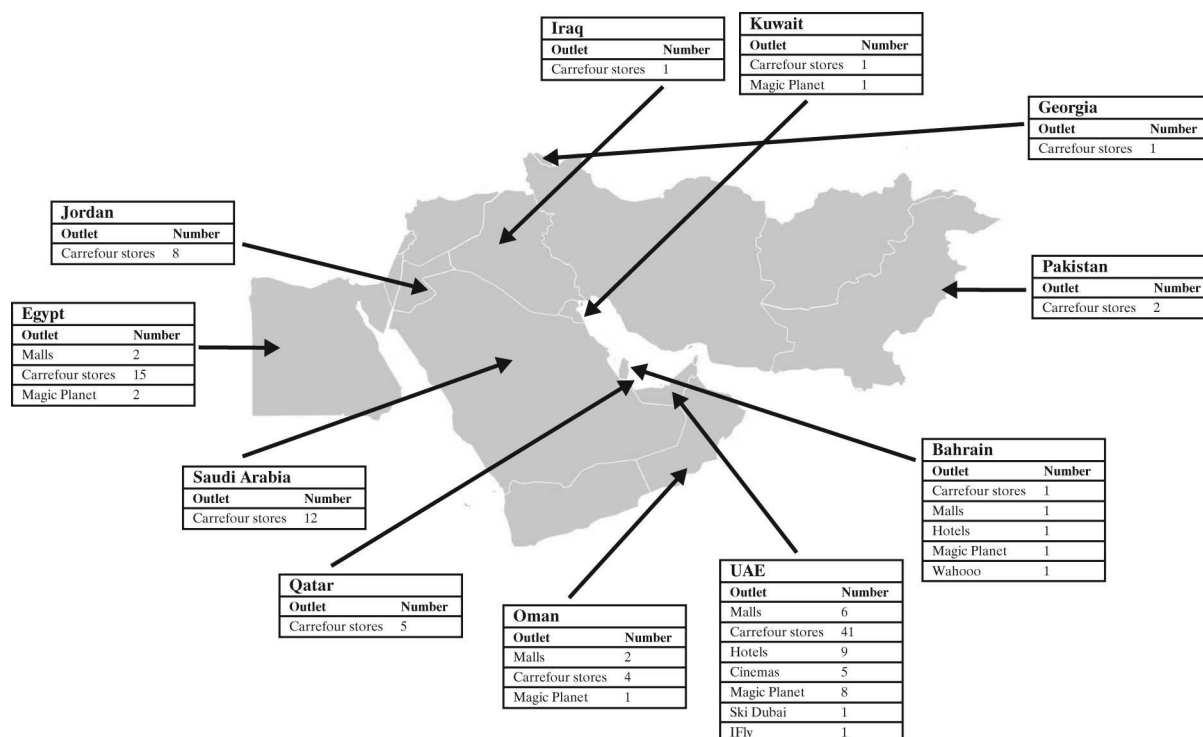 Iraq
Outlet Number
Carrefour stores 1
Kuwait
Outlet Number
Carrefour stores 1
Magic Planet 1
Georgia
Outlet Number
Carrefour stores 1
Jordan
Outlet Number
Carrefour stores 8
Pakistan
Outlet Number
Carrefour stores 2
Egypt
Outlet Number
Malls 2
Carrefour stores 15
Magic Planet 2
Saudi Arabia
Outlet Number
Carrefour stores 12
Bahrain
Outlet Number
Carrefour stores 1
Malls 1
Hotels 1
Magic Planet 1
Wahooo 1
Qatar
Outlet Number
Carrefour stores 5
Oman
Outlet Number
Malls 2
Carrefour stores 4
Magic Planet 1
UAE
Outlet Number
Malls 6
Carrefour stores 41
Hotels 9
Cinemas 5
Magic Planet 8
Ski Dubai 1
IFly 1